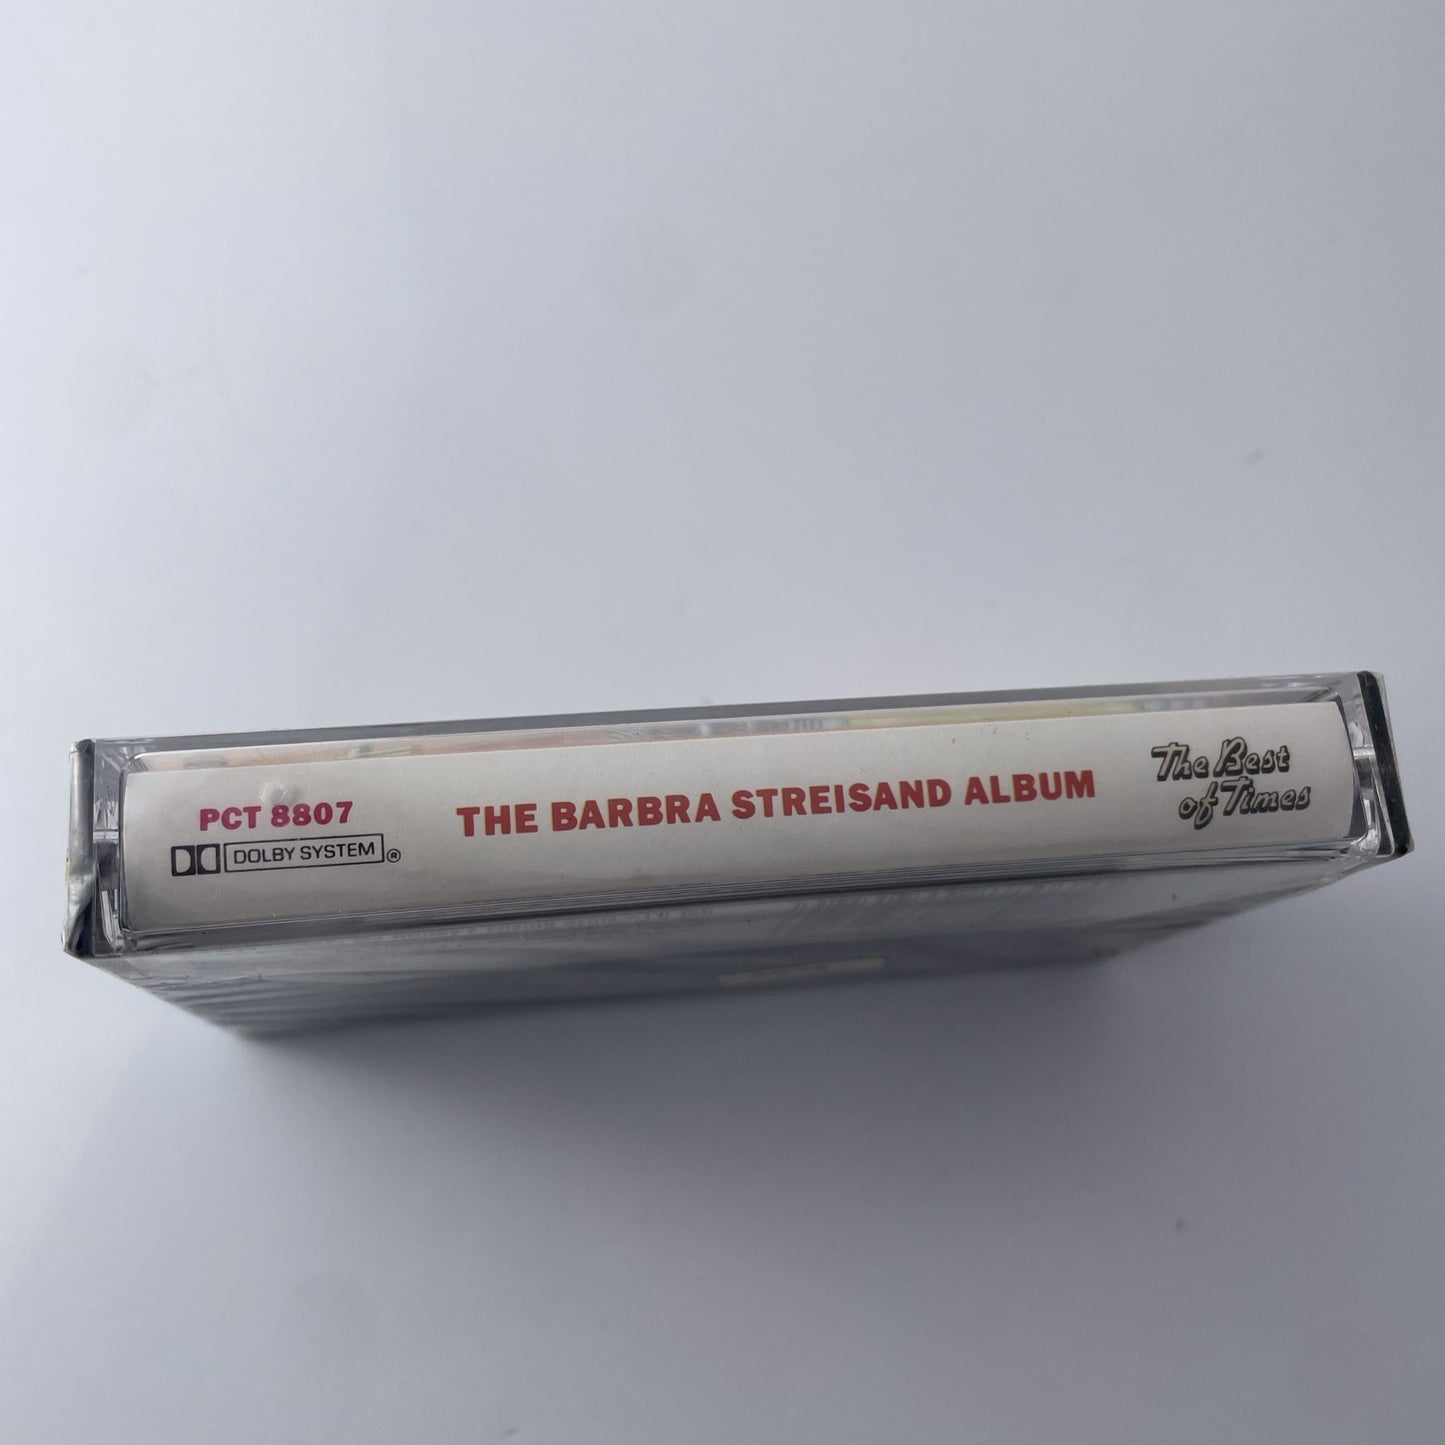 PCT 8807
DOLBY SYSTEM ®
THE BARBRA STREISAND ALBUM
The Best
of Times